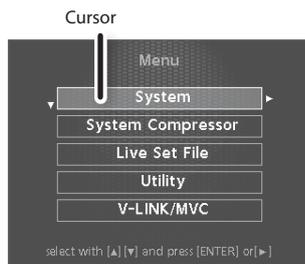 Cursor
Menu
System
System Compressor
Live Set File
Utility
V-LINK/MVC
select with [▲] [▼] and press [ENTER] or[►]